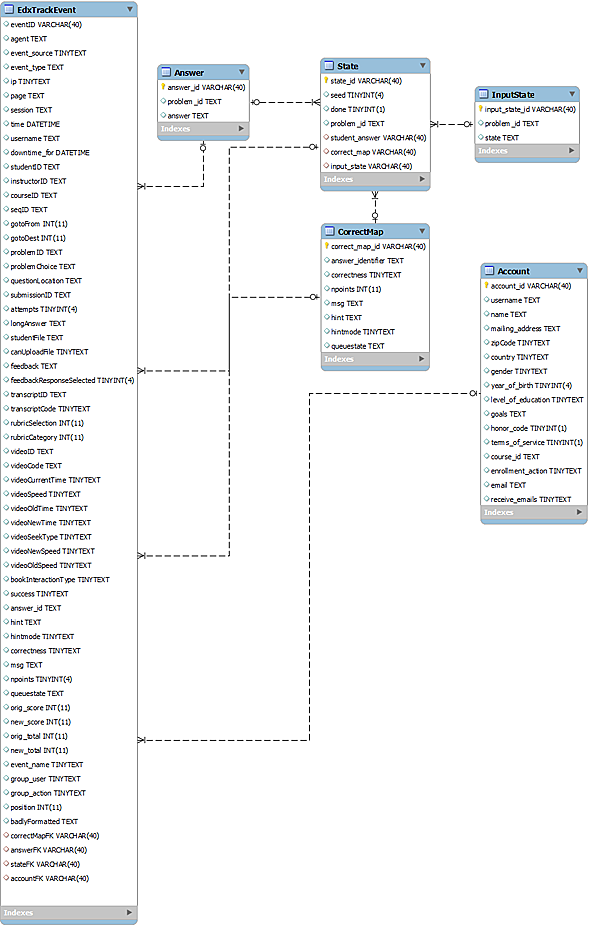 EdxTrackEvent
eventID VARCHAR(40)
agent TEXT
event_source TINYTEXT
event_type TEXT
ip TINYTEXT
page TEXT
session TEXT
time DATETIME
username TEXT
downtime_for DATETIME
studentID TEXT
instructorID TEXT
courseID TEXT
seqID TEXT
gotoFrom INT(11)
gotoDest INT(11)
problemID TEXT
problemChoice TEXT
questionLocation TEXT
submissionID TEXT
attempts TINYINT(4)
longAnswer TEXT
studentFile TEXT
canUploadFile TINYTEXT
feedback TEXT
feedbackResponseSelected TINYINT(4)
transcriptID TEXT
transcriptCode TINYTEXT
rubricSelection INT(11)
rubricCategory INT(11)
videoID TEXT
videoCode TEXT
videoCurrentTime TINYTEXT
videoSpeed TINYTEXT
videoOldTime TINYTEXT
videoNewTime TINYTEXT
videoSeekType TINYTEXT
videoNewSpeed TINYTEXT
videoOldSpeed TINYTEXT
bookInteractionType TINYTEXT
success TINYTEXT
answer_id TEXT
hint TEXT
hintmode TINYTEXT
correctness TINYTEXT
msg TEXT
npoints TINYINT(4)
queuestate TEXT
orig_score INT(11)
new_score INT(11)
orig_total INT(11)
new_total INT(11)
event_name TINYTEXT
group_user TINYTEXT
group_action TINYTEXT
position INT(11)
badlyFormatted TEXT
correctMapFK VARCHAR(40)
answerFK VARCHAR(40)
stateFK VARCHAR(40)
accountFK VARCHAR(40)
Indexes
Answer
answer_id VARCHAR(40)
problem_id TEXT
answer TEXT
Indexes
State
state_id VARCHAR(40)
seed TINYINT(4)
done TINYINT(1)
problem_id TEXT
student_answer VARCHAR(40)
correct_map VARCHAR(40)
input_state VARCHAR(40)
Indexes
InputState
input_state_id VARCHAR(40)
problem_id TEXT
state TEXT
Indexes
CorrectMap
correct_map_id VARCHAR(40)
answer_identifier TEXT
correctness TINYTEXT
npoints INT(11)
msg TEXT
hint TEXT
hintmode TINYTEXT
queuestate TEXT
Indexes
Account
account_id VARCHAR(40)
username TEXT
name TEXT
mailing_address TEXT
zipCode TINYTEXT
country TINYTEXT
gender TINYTEXT
year_of_birth TINYINT(4)
level_of_education TINYTEXT
goals TEXT
honor_code TINYINT(1)
terms_of_service TINYINT(1)
course_id TEXT
enrollment_action TINYTEXT
email TEXT
receive_emails TINYTEXT
Indexes